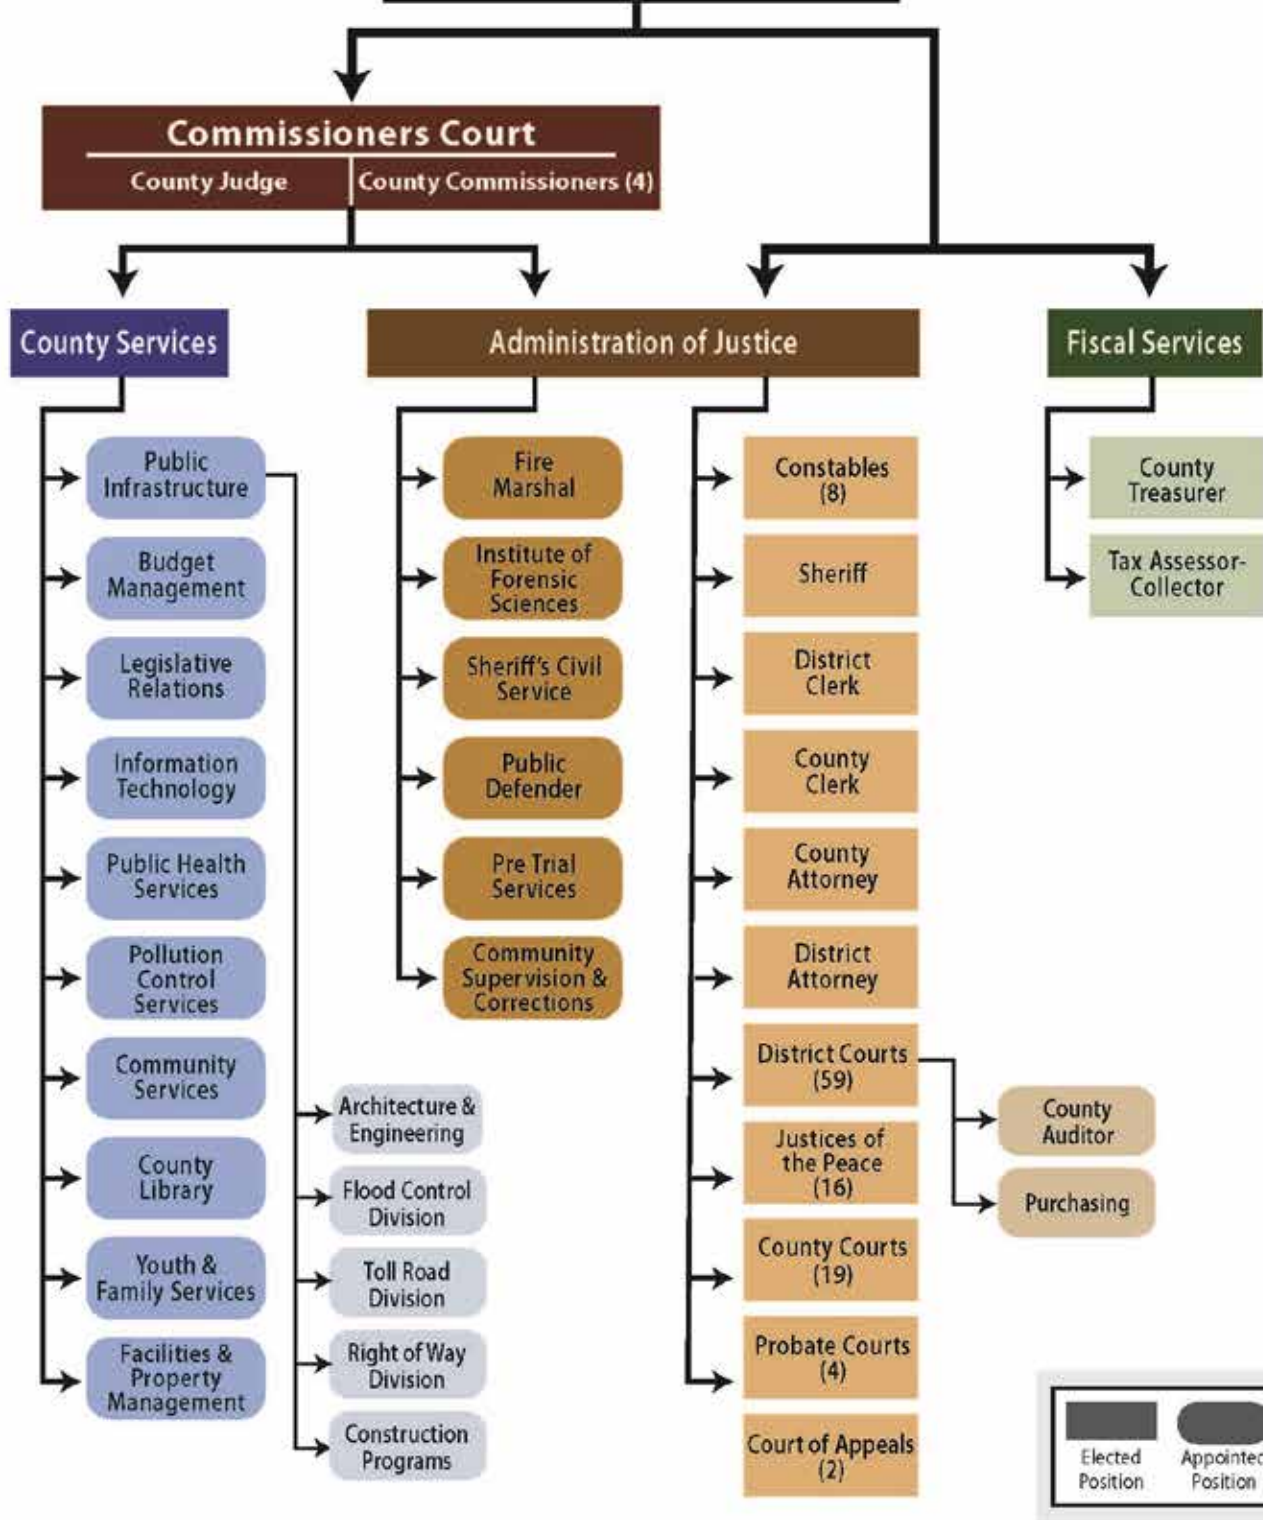 Commissioners Court
County Judge
County Commissioners (4)
County Services
Administration of Justice
Fiscal Services
Public
Infrastructure
Budget
Management
Legislative
Relations
Information
Technology
Public Health
Services
Pollution
Control
Services
Community
Services
County
Library
Youth &
Family Services
Facilities &
Property
Management
Architecture &
Engineering
Flood Control
Division
Toll Road
Division
Right of Way
Division
Construction
Programs
Fire
Marshal
Institute of
Forensic
Sciences
Sheriff's Civil
Service
Public
Defender
Pre Trial
Services
Community
Supervision &
Corrections
Constables
(8)
Sheriff
District
Clerk
County
Clerk
County
Attorney
District
Attorney
District Courts
(59)
Justices of
the Peace
(16)
County Courts
(19)
Probate Courts
(4)
Court of Appeals
(2)
County
Auditor
Purchasing
County
Treasurer
Tax Assessor-
Collector
Elected
Position
Appointed
Position